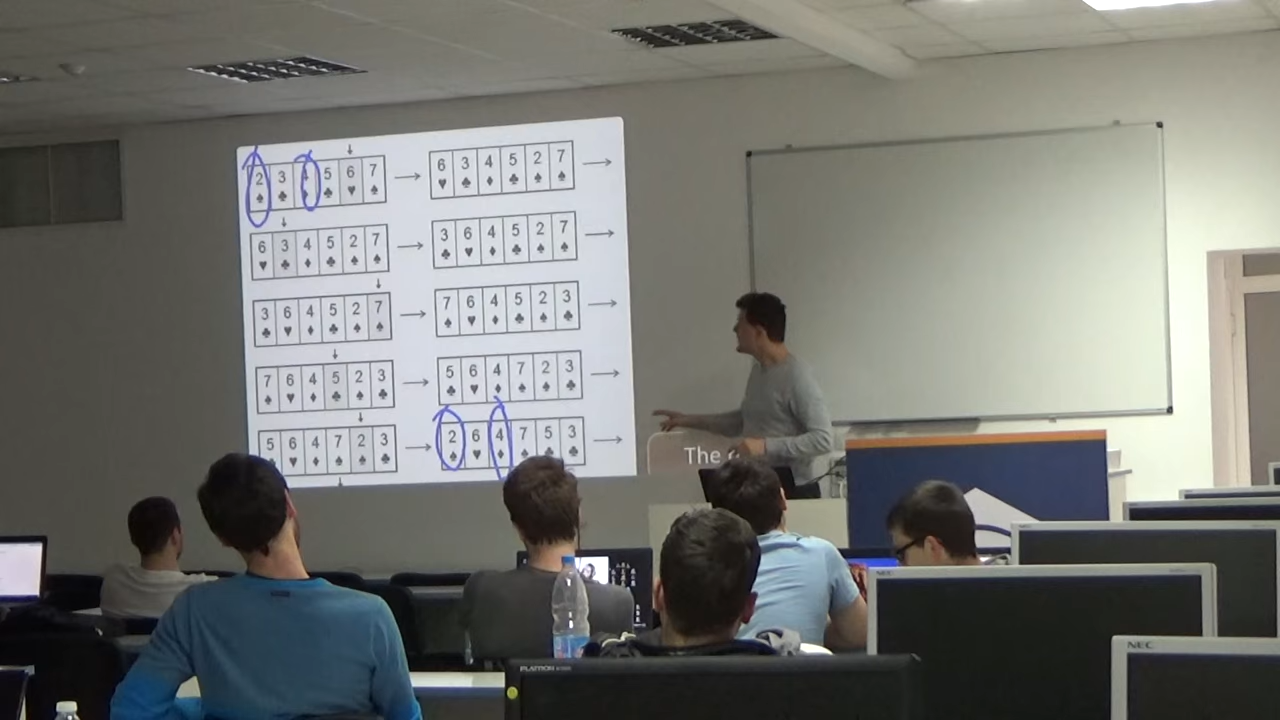 2 3 4 5 6 7 → 6 3 4 5 2 7 →
♠ ♣ ♦ ♣ ♥ ♠ ♥ ♣ ♦ ♣ ♠ ♠
6 3 4 5 2 7 → 3 6 4 5 2 7 →
♥ ♣ ♦ ♣ ♠ ♠ ♣ ♥ ♦ ♣ ♠ ♠
3 6 4 5 2 7 → 7 6 4 5 2 3 →
♣ ♥ ♦ ♣ ♠ ♠ ♠ ♥ ♦ ♣ ♠ ♣
7 6 4 5 2 3 → 5 6 4 7 2 3 →
♠ ♥ ♦ ♣ ♠ ♣ ♣ ♥ ♦ ♠ ♠ ♣
5 6 4 7 2 3 → 2 6 4 7 5 3 →
♣ ♥ ♦ ♠ ♠ ♣ ♠ ♥ ♦ ♠ ♣ ♣
The
NEC
NEC
NEC
PLATRON